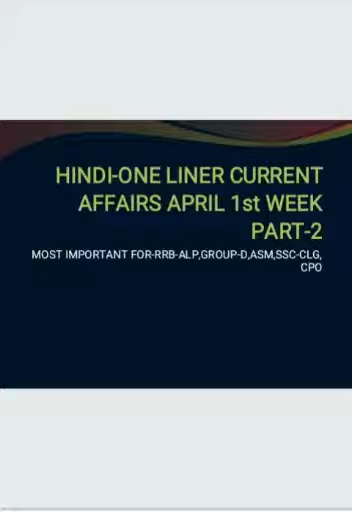 HINDI-ONE LINER CURRENT
AFFAIRS APRIL 1st WEEK
PART-2
MOST IMPORTANT FOR-RRB-ALP,GROUP-D,ASM,SSC-CLG,
CPO